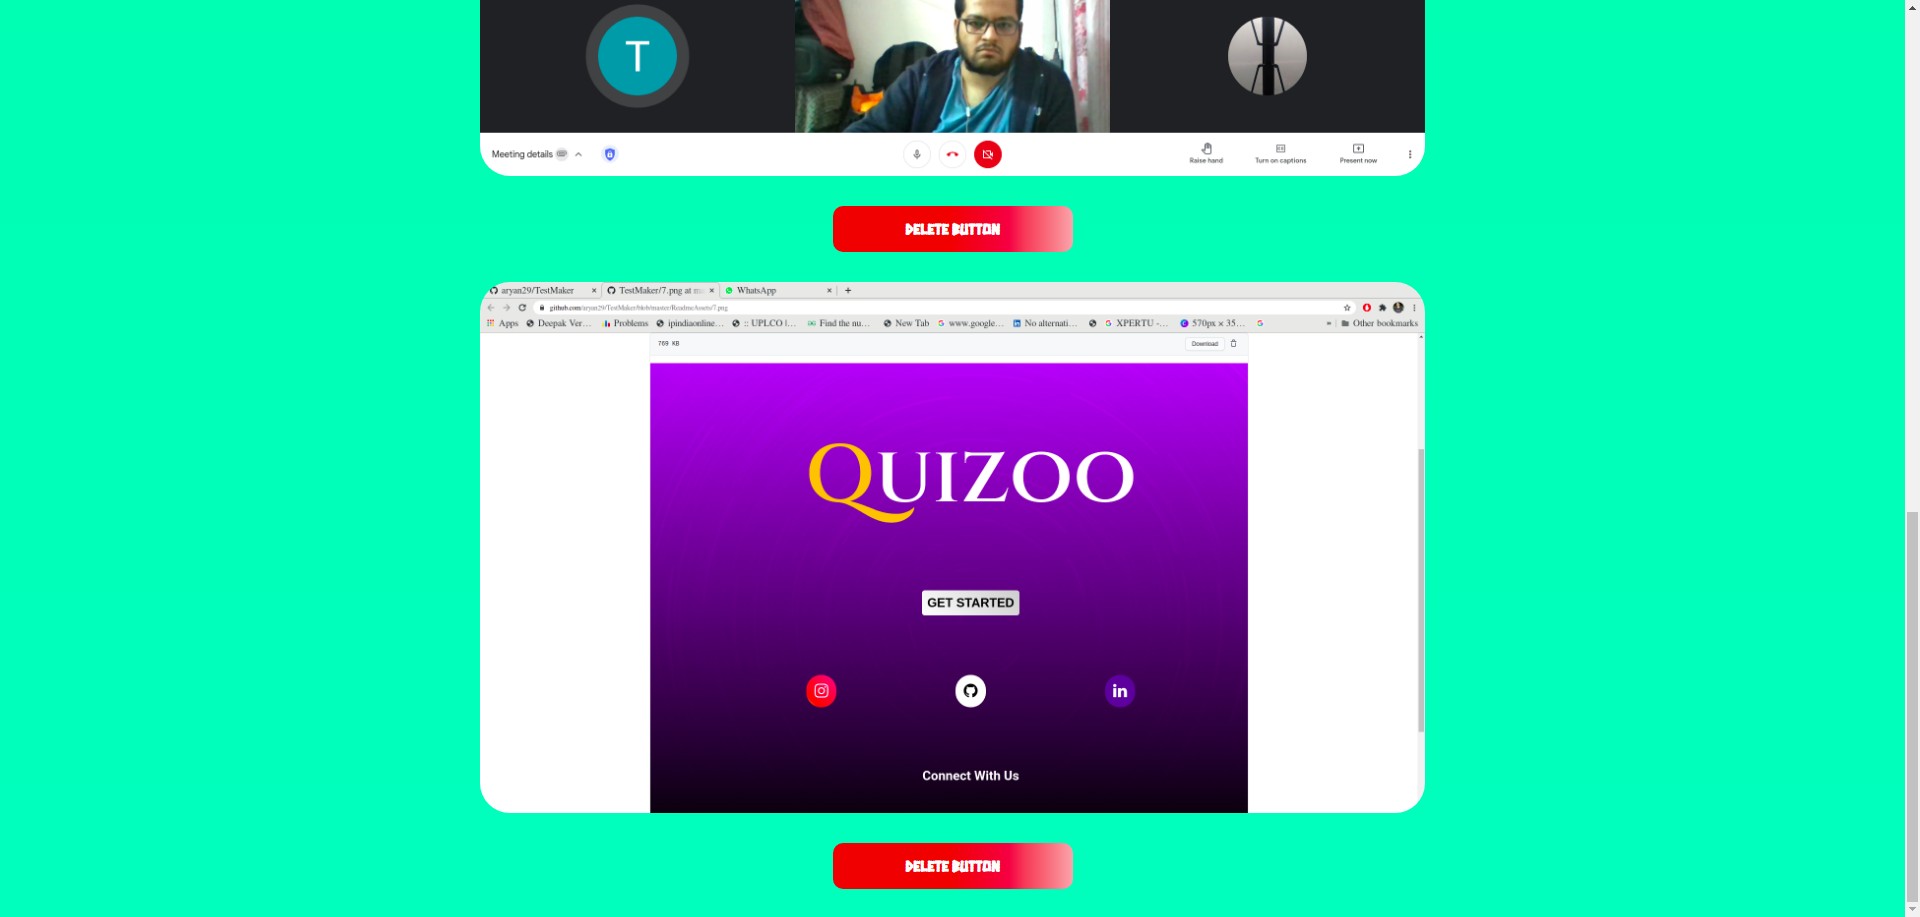 T
Meeting details
Raise hand
Turn on captions
Present now
DELETE BUTTON
aryan29/TestMaker
TestMaker/7.png at m
WhatsApp
github.com/aryan29/TestMaker/blob/master/ReadmeAssets/7.png
Apps
Deepak Ver...
Problems
ipindiaonline...
:: UPLCO i...
Find the nu...
New Tab
www.google...
No alternati...
XPERTU -...
570px × 35...
Other bookmarks
769 KB
Download
QUIZOO
GET STARTED
in
Connect With Us
DELETE BUTTON